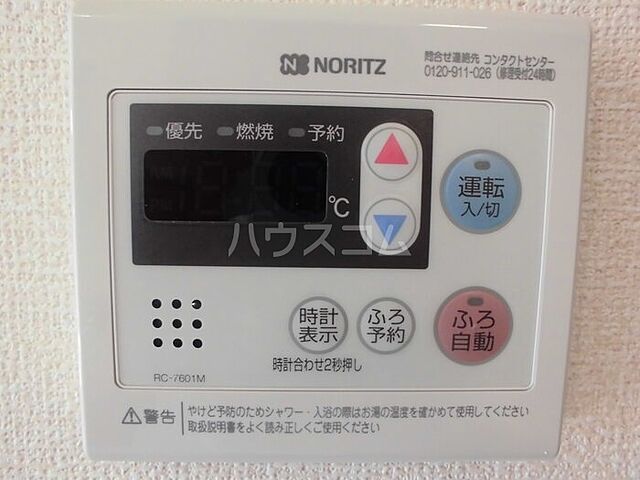 NORITZ
問合せ連絡先 コンタクトセンター
0120-911-026（修理受付24時間）
優先 燃焼 予約
℃
運転
入/切
ハウスコム
時計
表示
ふろ
予約
ふろ
自動
時計合わせ2秒押し
RC-7601M
警告
やけど予防のためシャワー・入浴の際はお湯の温度を確かめて使用してください
取扱説明書をよく読み正しくご使用ください